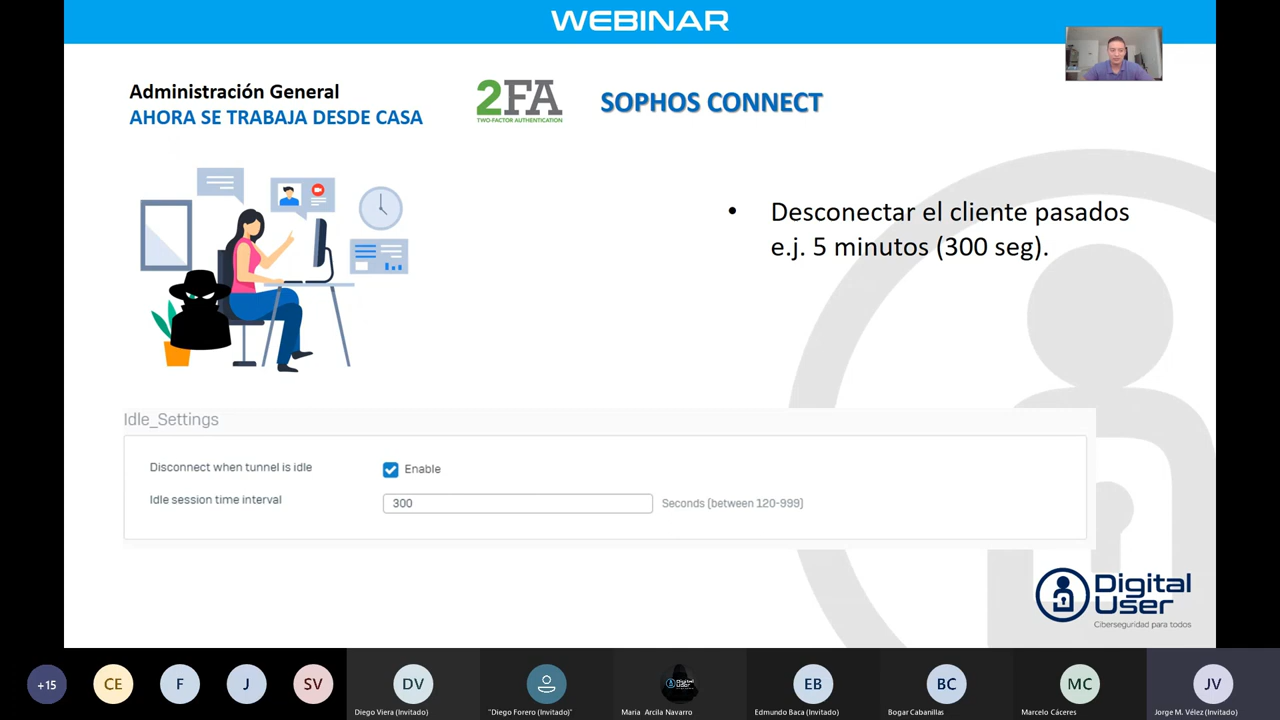 WEBINAR
Administración General
AHORA SE TRABAJA DESDE CASA
2FA
TWO-FACTOR AUTHENTICATION
SOPHOS CONNECT
• Desconectar el cliente pasados
e.j. 5 minutos (300 seg).
Idle_Settings
Disconnect when tunnel is idle
Enable
Idle session time interval
300
Seconds (between 120-999)
Digital
User
Ciberseguridad para todos
+15
CE
F
J
SV
DV
Digital
EB
BC
MC
JV
Diego Viera (Invitado)
"Diego Forero (Invitado)"
Maria Arcila Navarro
Edmundo Baca (Invitado)
Bogar Cabanillas
Marcelo Cáceres
Jorge M. Vélez (Invitado)